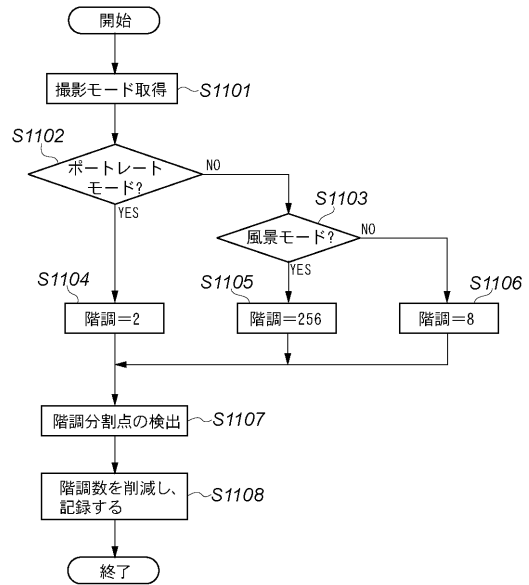 開始
撮影モード取得
S1101
S1102
ポートレート
モード?
NO
YES
S1103
風景モード?
NO
YES
S1104
階調=2
S1105
階調=256
S1106
階調=8
階調分割点の検出
S1107
階調数を削減し、
記録する
S1108
終了